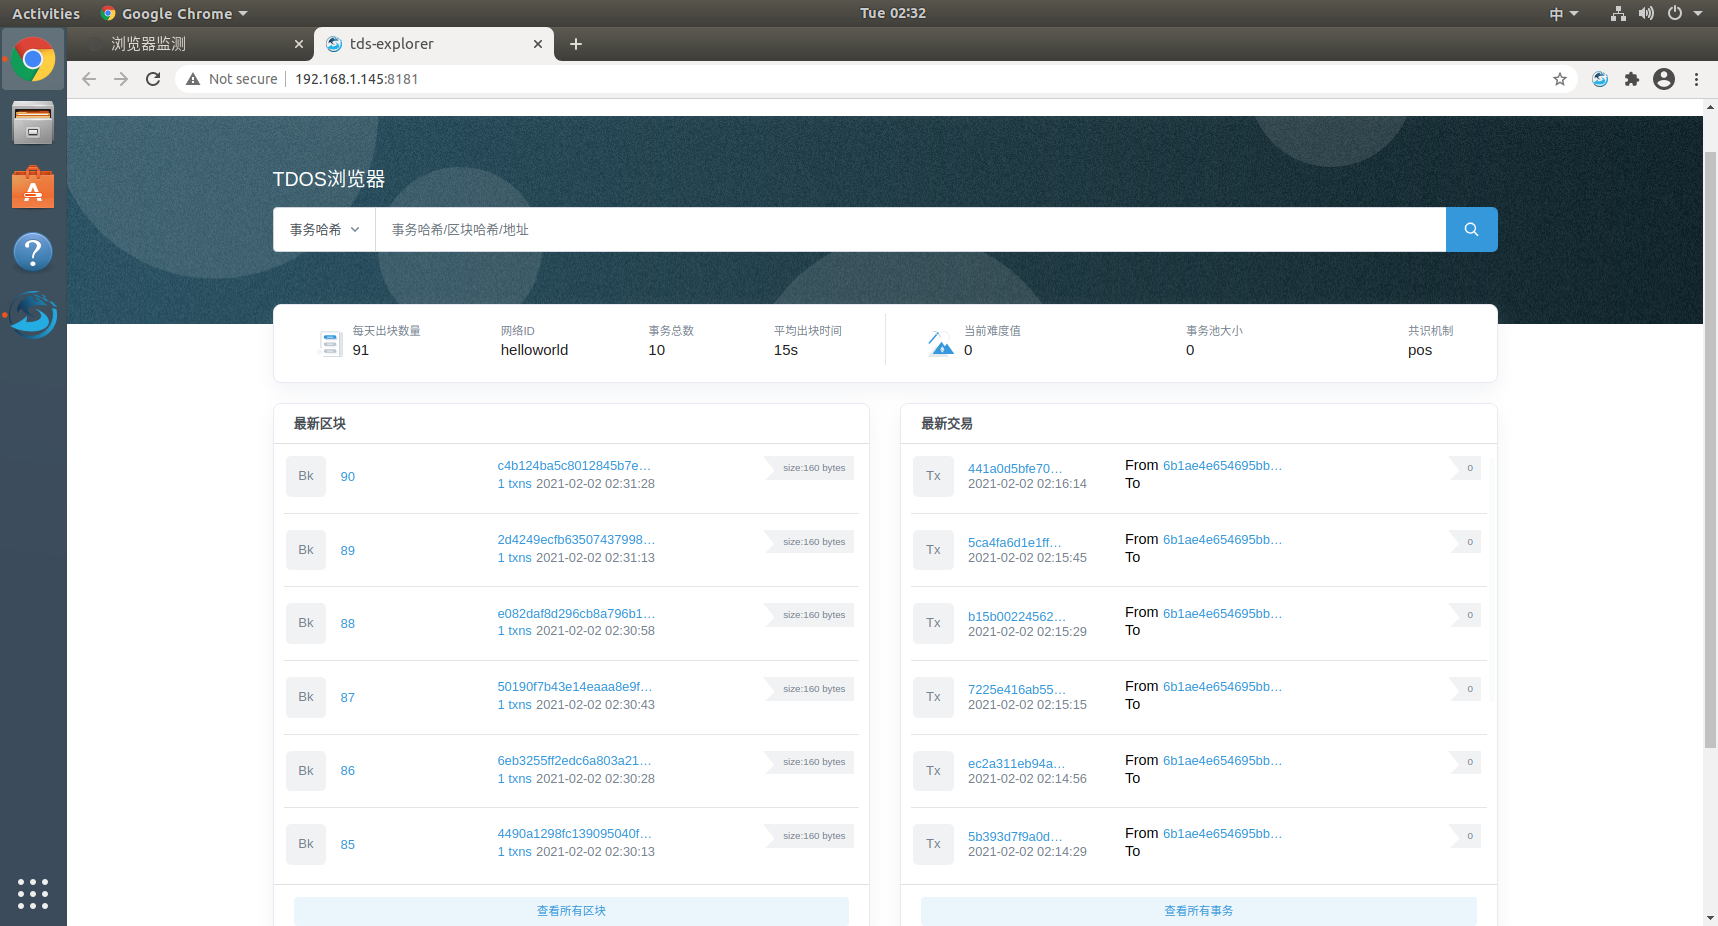 Activities
Google Chrome
Tue 02:32
中
浏览器监测
tds-explorer
Not secure
192.168.1.145:8181
TDOS浏览器
事务哈希
事务哈希/区块哈希/地址
每天出块数量
91
网络ID
helloworld
事务总数
10
平均出块时间
15s
当前难度值
0
事务池大小
0
共识机制
pos
最新区块
Bk
90
c4b124ba5c8012845b7e…
1 txns 2021-02-02 02:31:28
size:160 bytes
Bk
89
2d4249ecfb63507437998…
1 txns 2021-02-02 02:31:13
size:160 bytes
Bk
88
e082daf8d296cb8a796b1…
1 txns 2021-02-02 02:30:58
size:160 bytes
Bk
87
50190f7b43e14eaaa8e9f…
1 txns 2021-02-02 02:30:43
size:160 bytes
Bk
86
6eb3255ff2edc6a803a21…
1 txns 2021-02-02 02:30:28
size:160 bytes
Bk
85
4490a1298fc139095040f…
1 txns 2021-02-02 02:30:13
size:160 bytes
查看所有区块
最新交易
Tx
441a0d5bfe70…
2021-02-02 02:16:14
From 6b1ae4e654695bb…
To
0
Tx
5ca4fa6d1e1ff…
2021-02-02 02:15:45
From 6b1ae4e654695bb…
To
0
Tx
b15b00224562…
2021-02-02 02:15:29
From 6b1ae4e654695bb…
To
0
Tx
7225e416ab55…
2021-02-02 02:15:15
From 6b1ae4e654695bb…
To
0
Tx
ec2a311eb94a…
2021-02-02 02:14:56
From 6b1ae4e654695bb…
To
0
Tx
5b393d7f9a0d…
2021-02-02 02:14:29
From 6b1ae4e654695bb…
To
0
查看所有事务